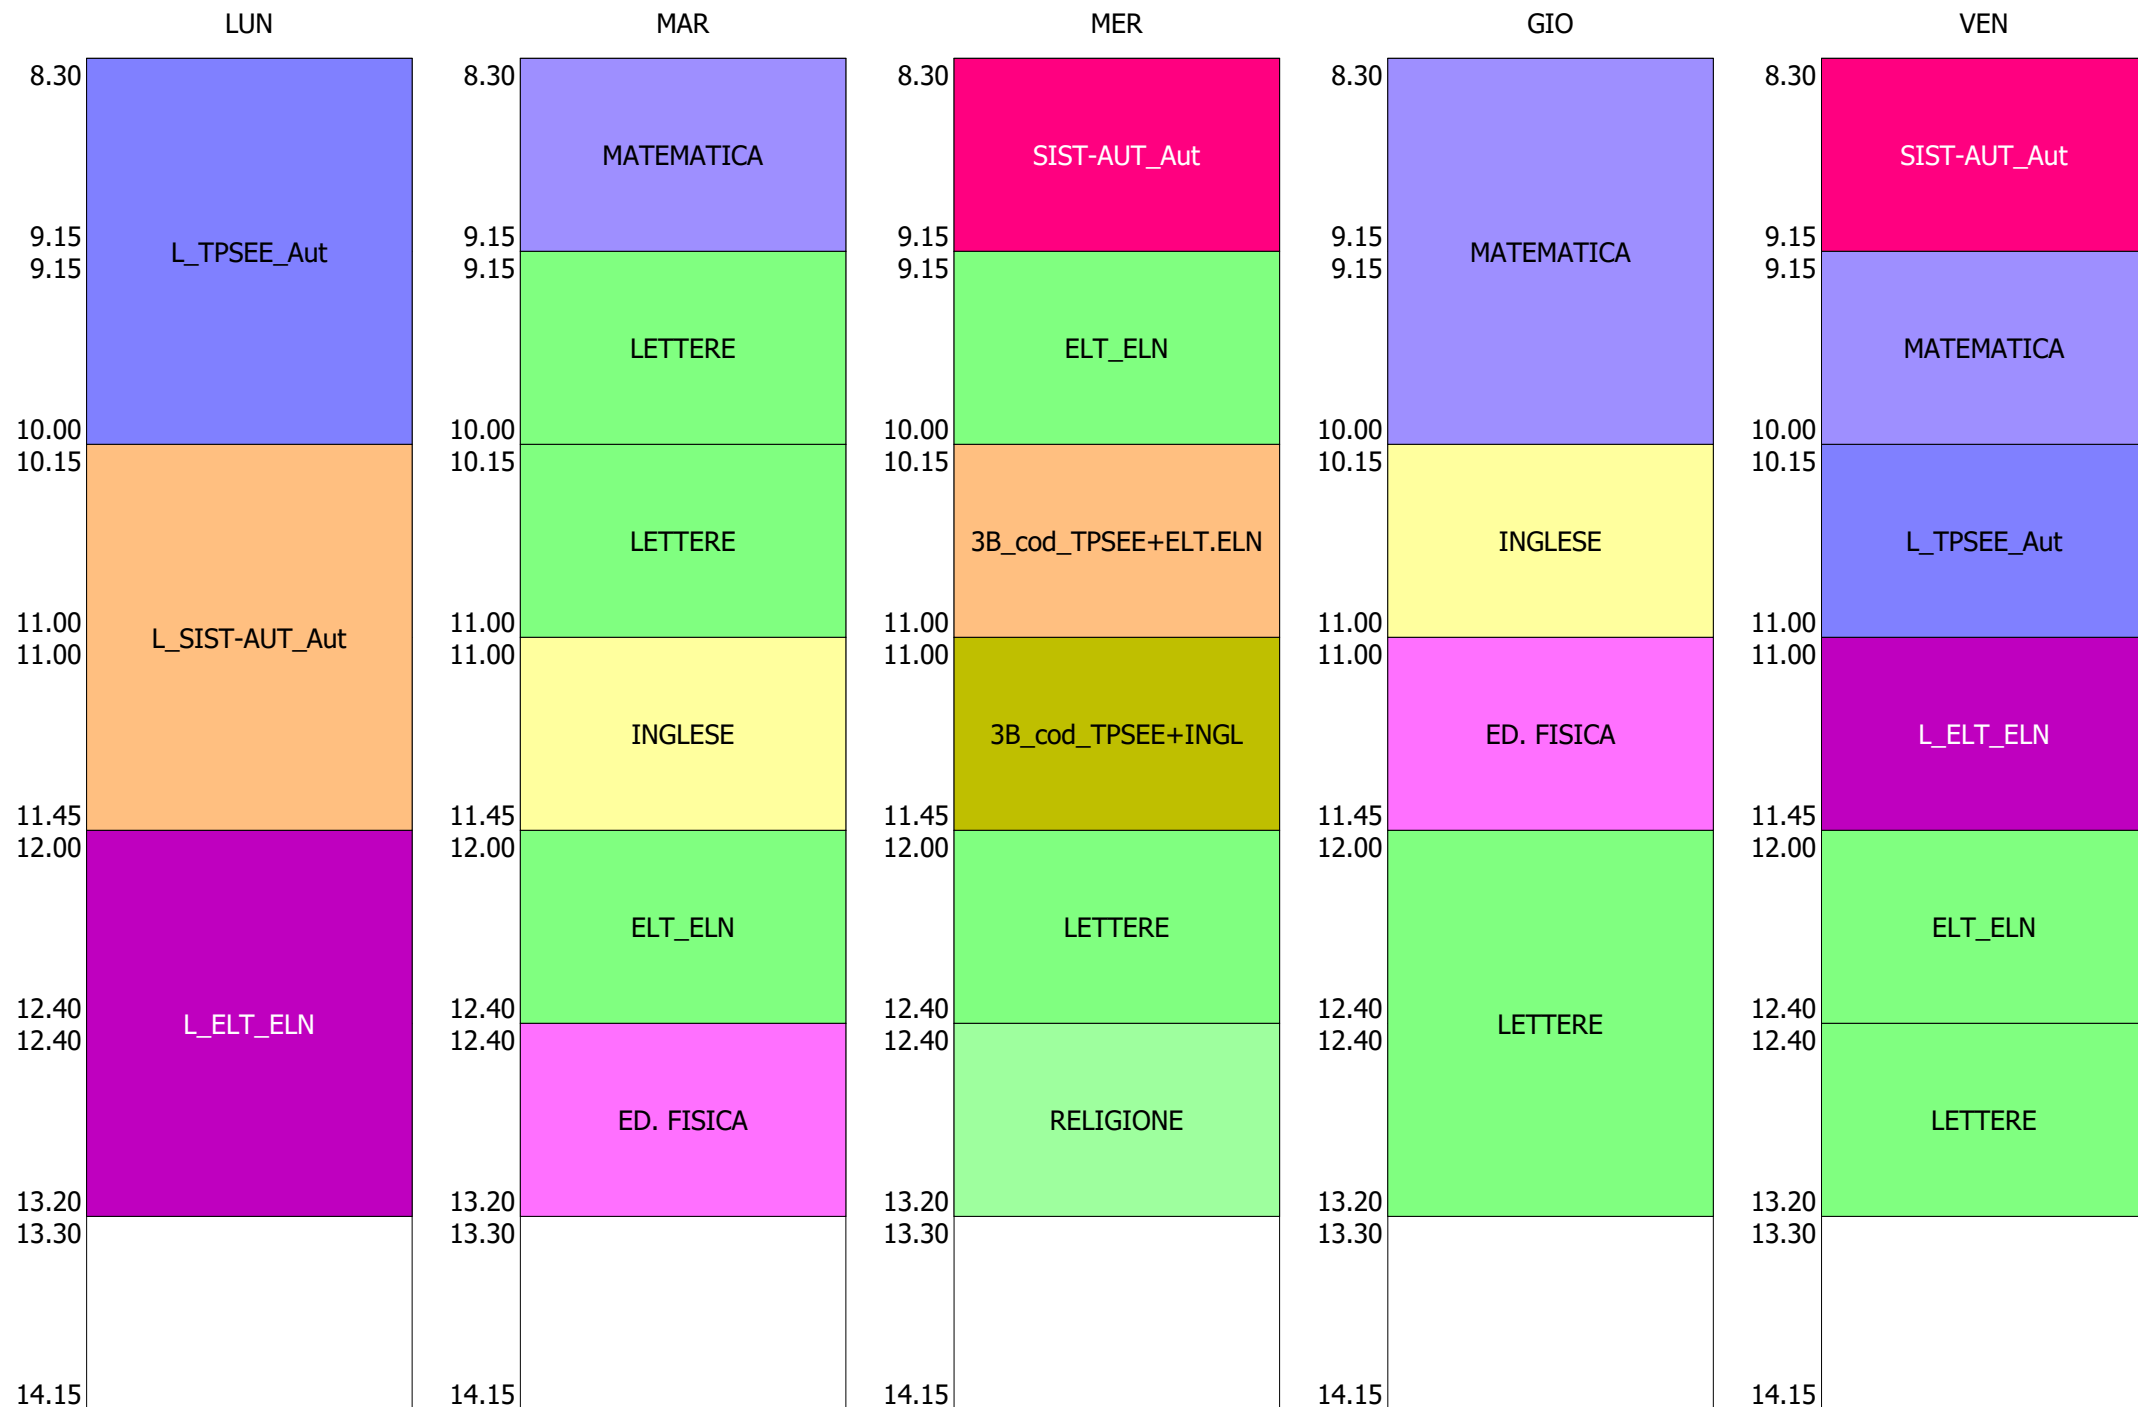 LUN MAR MER GIO VEN
8.30 8.30 8.30 8.30 8.30
MATEMATICA SIST-AUT_Aut SIST-AUT_Aut
9.15 9.15 9.15 9.15 9.15
L_TPSEE_Aut MATEMATICA
9.15 9.15 9.15 9.15 9.15
LETTERE ELT_ELN MATEMATICA
10.00 10.00 10.00 10.00 10.00
10.15 10.15 10.15 10.15 10.15
LETTERE 3B_cod_TPSEE+ELT.ELN INGLESE L_TPSEE_Aut
11.00 11.00 11.00 11.00 11.00
L_SIST-AUT_Aut
11.00 11.00 11.00 11.00 11.00
INGLESE 3B_cod_TPSEE+INGL ED. FISICA L_ELT_ELN
11.45 11.45 11.45 11.45 11.45
12.00 12.00 12.00 12.00 12.00
ELT_ELN LETTERE ELT_ELN
12.40 12.40 12.40 12.40 12.40
L_ELT_ELN LETTERE
12.40 12.40 12.40 12.40 12.40
ED. FISICA RELIGIONE LETTERE
13.20 13.20 13.20 13.20 13.20
13.30 13.30 13.30 13.30 13.30
14.15 14.15 14.15 14.15 14.15